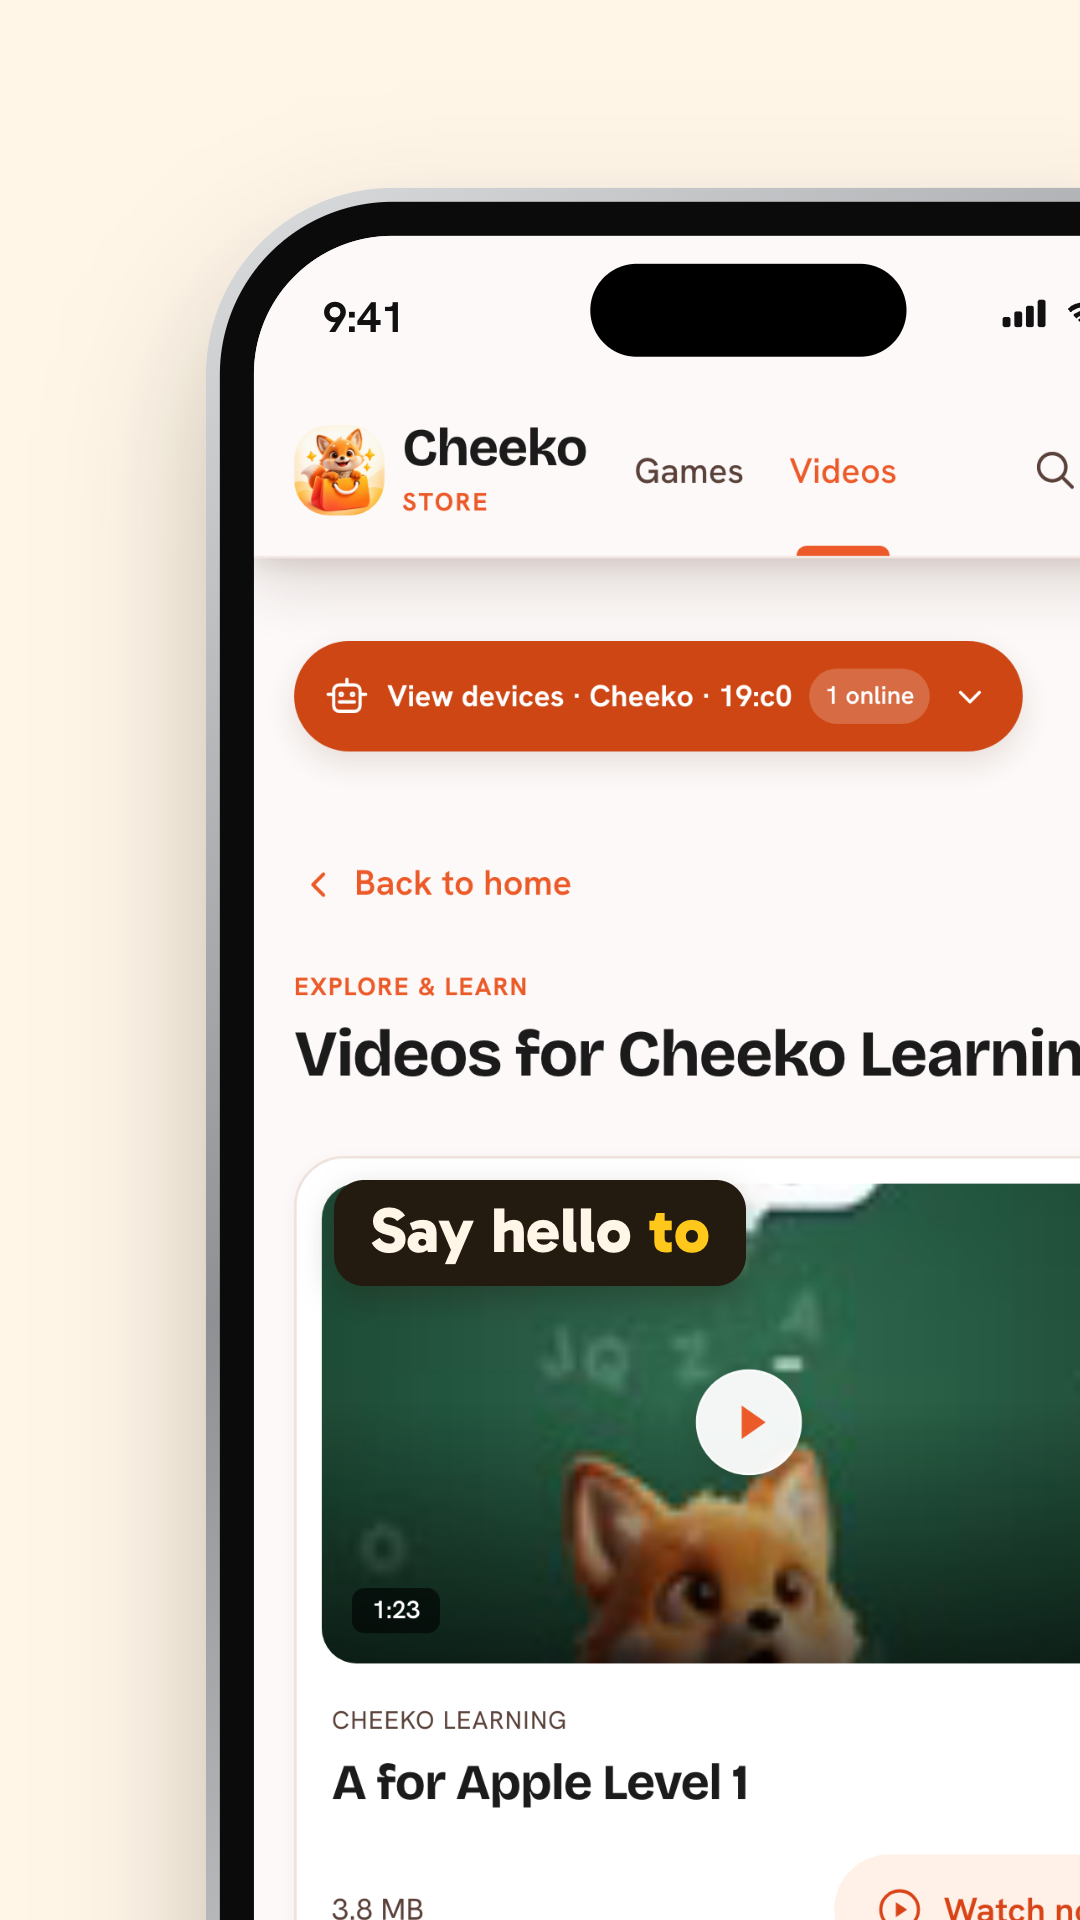 9:41
Cheeko
STORE
Games
Videos
View devices · Cheeko · 19:c0
1 online
Back to home
EXPLORE & LEARN
Videos for Cheeko Learnin
Say hello to
A
J Q Z
O
1:23
CHEEKO LEARNING
A for Apple Level 1
3.8 MB
Watch